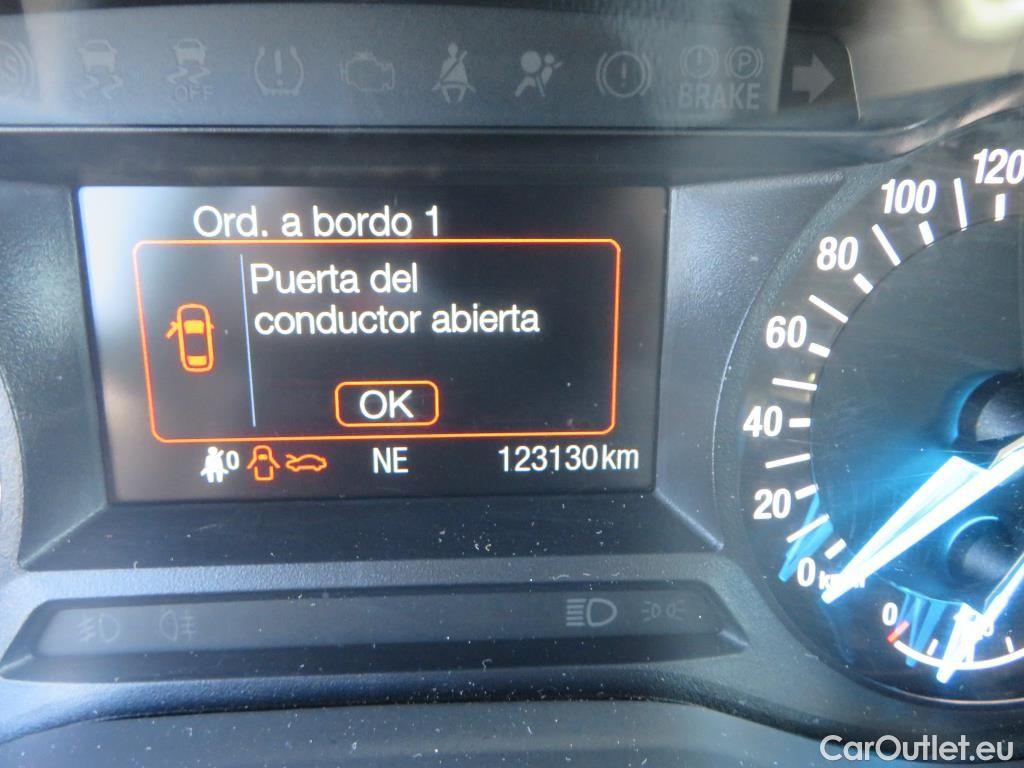 OFF
BRAKE
Ord. a bordo 1
Puerta del
conductor abierta
OK
0 NE 123130 km
120
100
80
60
40
20
0
0
CarOutlet.eu